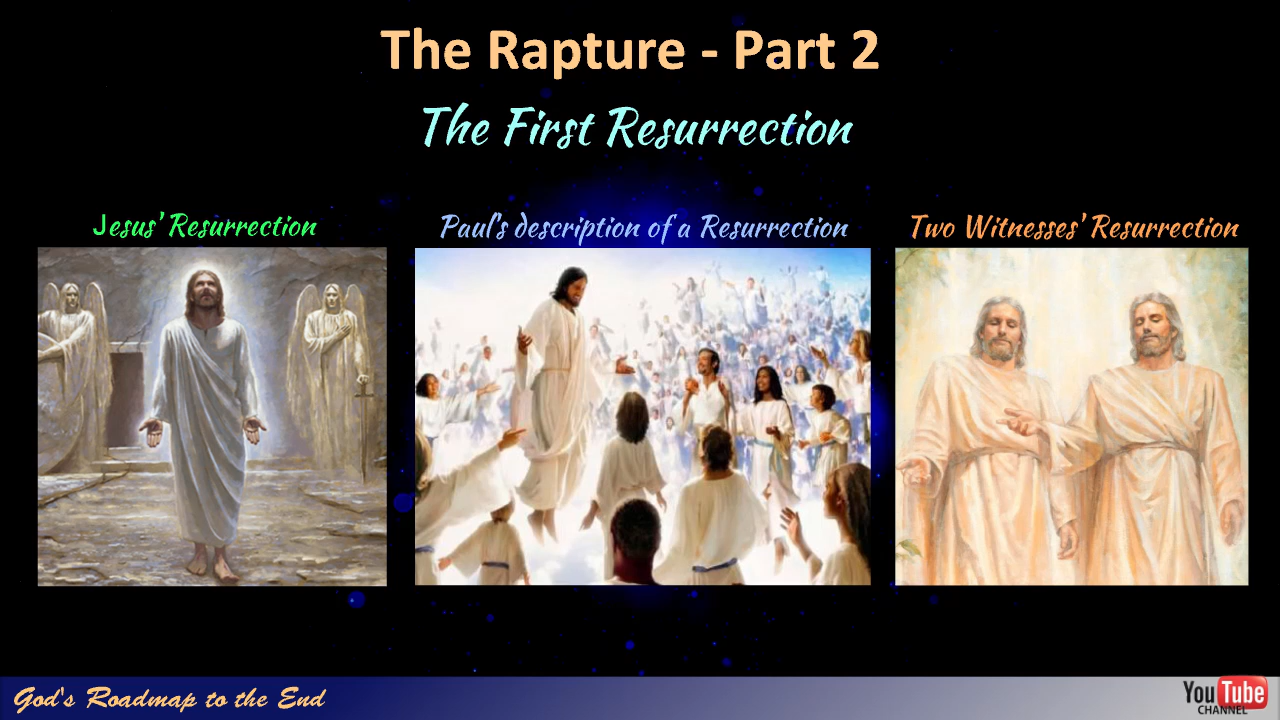 The Rapture - Part 2
The First Resurrection
Jesus' Resurrection
Paul's description of a Resurrection
Two Witnesses' Resurrection
God's Roadmap to the End
YouTube
CHANNEL